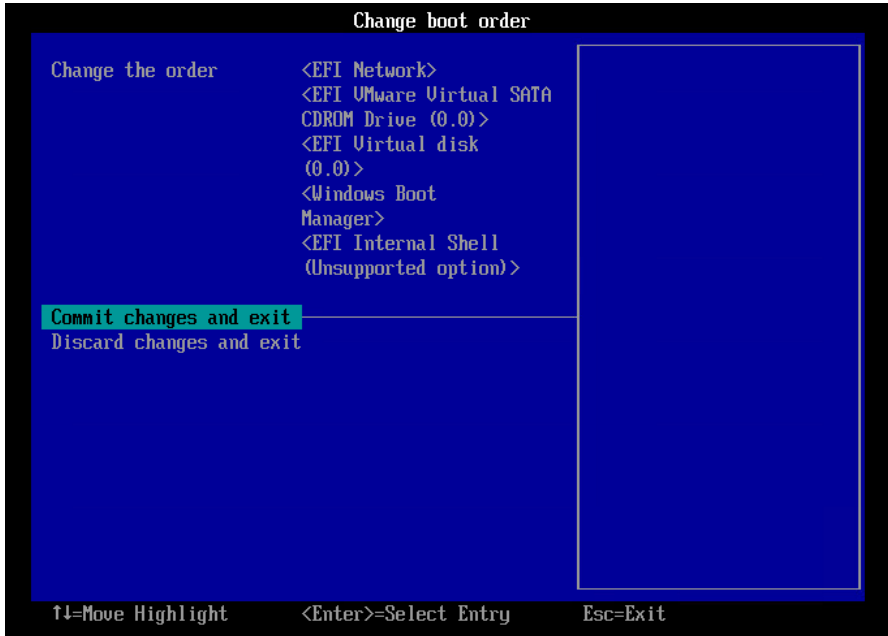 Change boot order
Change the order <EFI Network>
<EFI VMware Virtual SATA
CDROM Drive (0.0)>
<EFI Virtual disk
(0.0)>
<Windows Boot
Manager>
<EFI Internal Shell
(Unsupported option)>
Commit changes and exit
Discard changes and exit
↑↓=Move Highlight <Enter>=Select Entry Esc=Exit